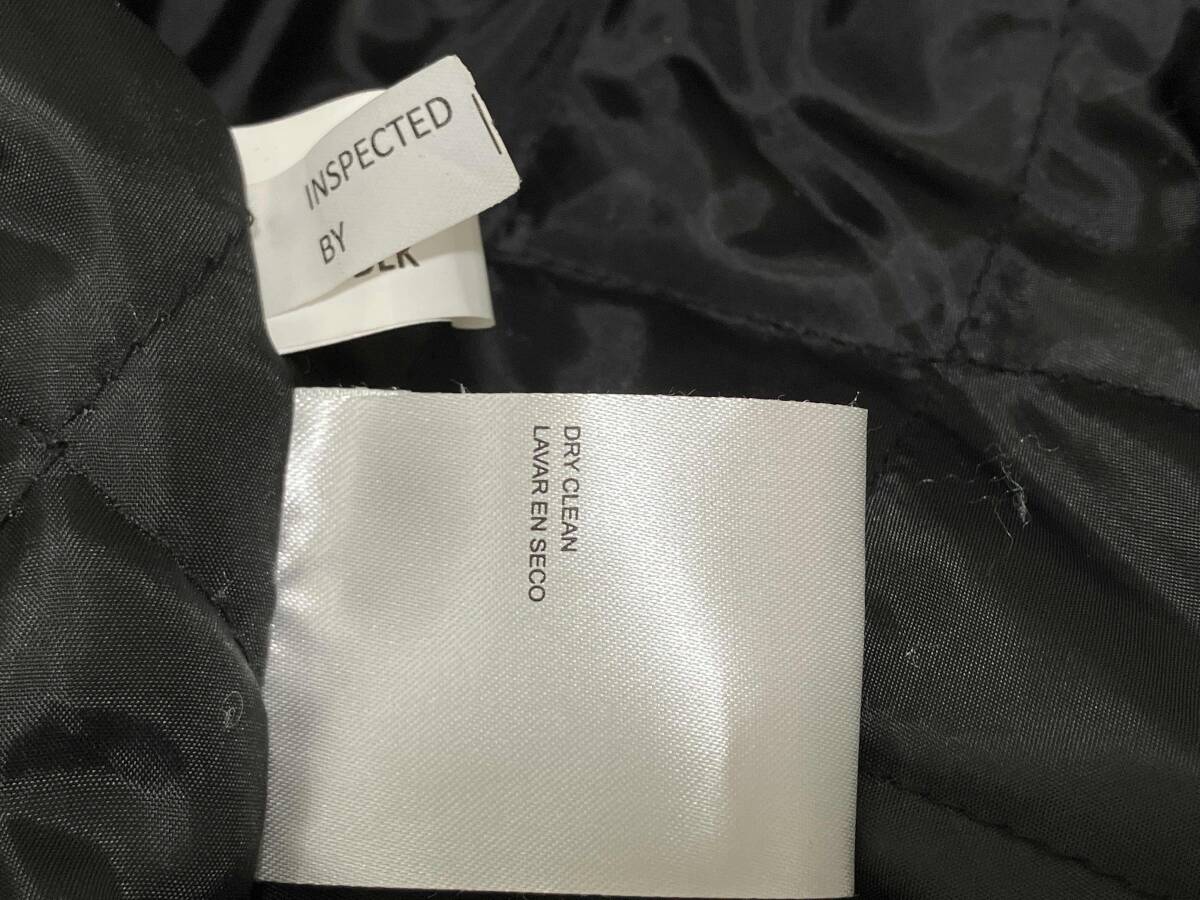 INSPECTED
BY
DRY CLEAN
LAVAR EN SECO